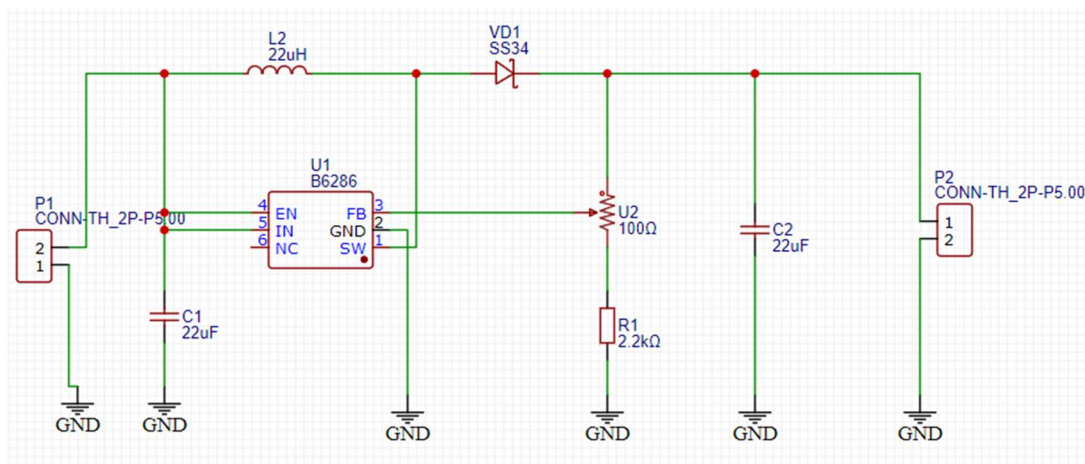 L2
22uH
VD1
SS34
P1
CONN-TH_2P-P5.00
2
1
U1
B6286
4 EN FB 3
5 IN GND 2
6 NC SW 1
U2
100Ω
P2
CONN-TH_2P-P5.00
1
2
C2
22uF
C1
22uF
R1
2.2kΩ
GND
GND
GND
GND
GND
GND